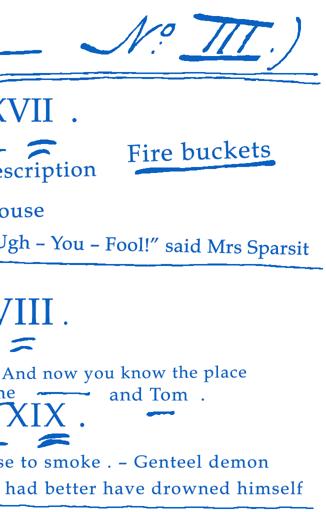 No. III.)
XVII .
Fire buckets
escription
ouse
Ugh – You – Fool!” said Mrs Sparsit
VIII .
And now you know the place
ne and Tom .
XIX .
se to smoke . – Genteel demon
had better have drowned himself